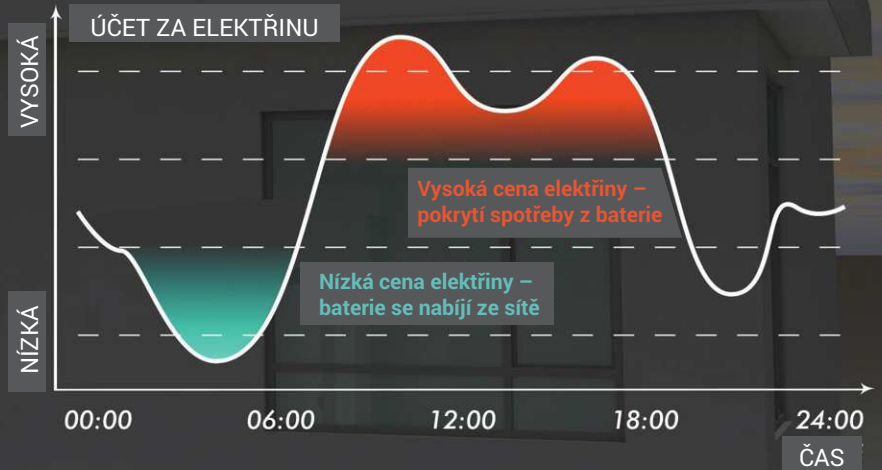 ÚČET ZA ELEKTŘINU
VYSOKÁ
Vysoká cena elektřiny –
pokrytí spotřeby z baterie
Nízká cena elektřiny –
baterie se nabíjí ze sítě
NÍZKÁ
00:00 06:00 12:00 18:00 24:00
ČAS